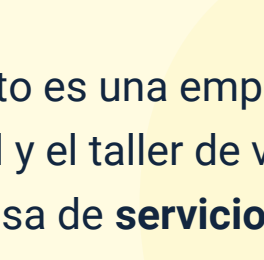 to es una emp
l y el taller de v
sa de servicio